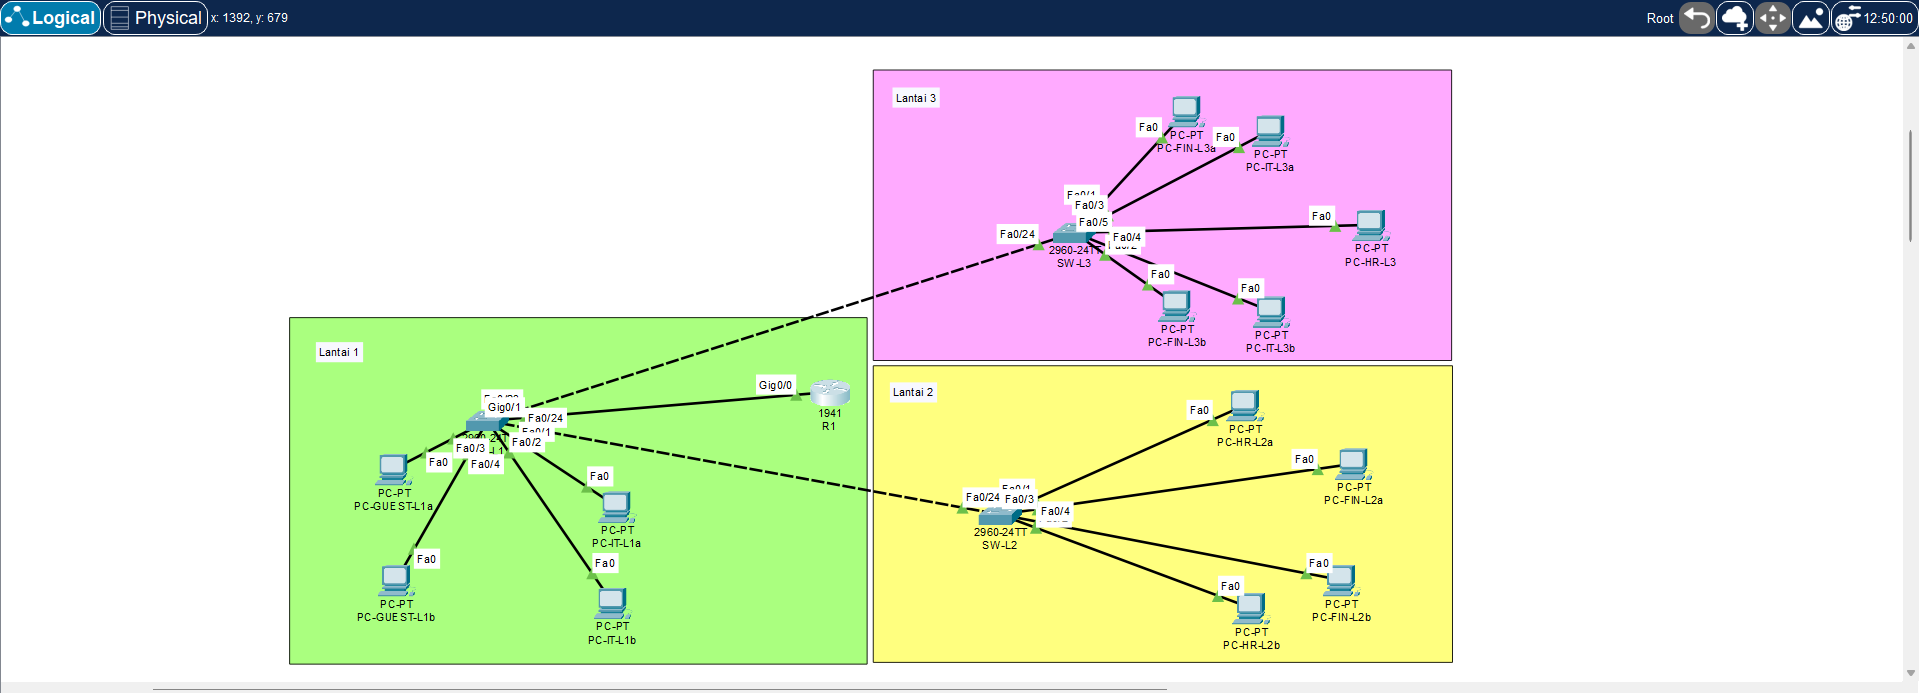 Logical
Physical
x: 1392, y: 679
Root
12:50:00
Lantai 3
Fa0
PC-PT
PC-FIN-L3a
Fa0
PC-PT
PC-IT-L3a
Fa0/3
Fa0/5
Fa0/24
Fa0/4
2960-24TT
SW-L3
Fa0
PC-PT
PC-HR-L3
Fa0
PC-PT
PC-FIN-L3b
Fa0
PC-PT
PC-IT-L3b
Lantai 1
Gig0/0
1941
R1
Gig0/1
Fa0/24
Fa0/1
Fa0/2
Fa0/3
Fa0/4
Fa0
PC-PT
PC-GUEST-L1a
Fa0
PC-PT
PC-IT-L1a
Fa0
PC-PT
PC-GUEST-L1b
Fa0
PC-PT
PC-IT-L1b
Lantai 2
Fa0
PC-PT
PC-HR-L2a
Fa0
PC-PT
PC-FIN-L2a
Fa0/24
Fa0/3
Fa0/4
2960-24TT
SW-L2
Fa0
PC-PT
PC-FIN-L2b
Fa0
PC-PT
PC-HR-L2b